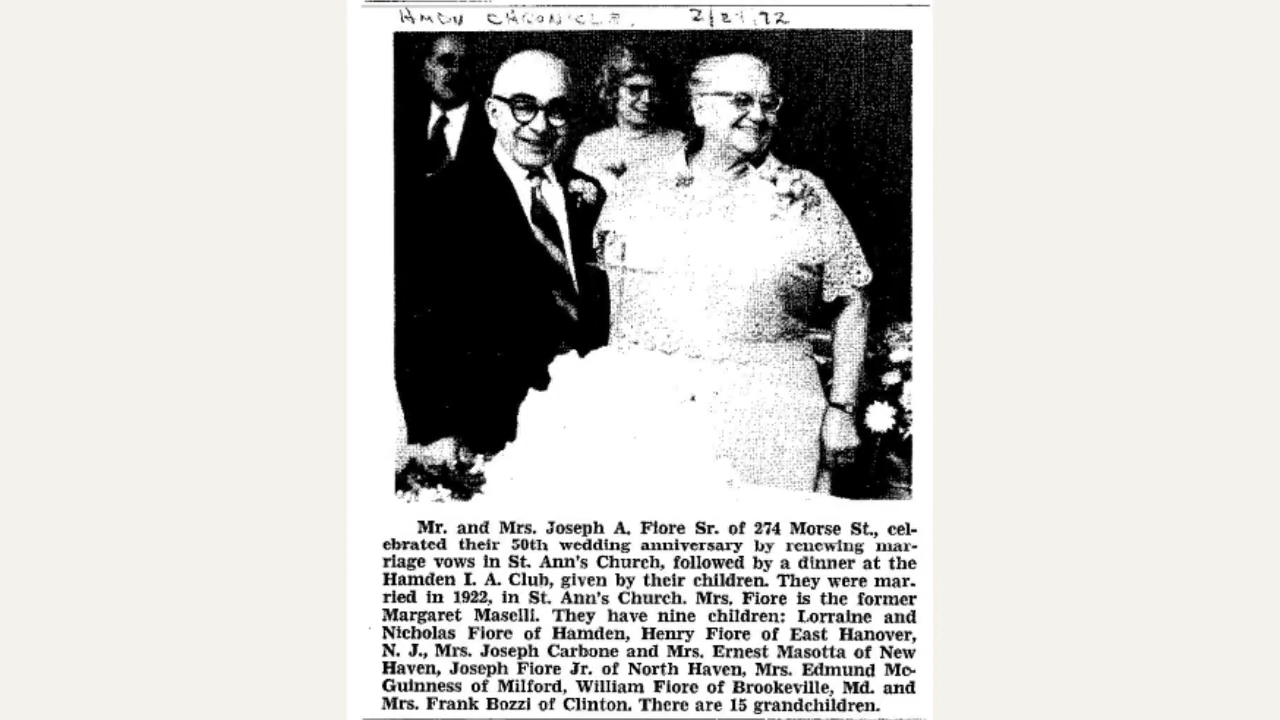 HMDN CHRONICLE. 2/24/72
Mr. and Mrs. Joseph A. Fiore Sr. of 274 Morse St., cel-
ebrated their 50th wedding anniversary by renewing mar-
riage vows in St. Ann's Church, followed by a dinner at the
Hamden I. A. Club, given by their children. They were mar-
ried in 1922, in St. Ann's Church. Mrs. Fiore is the former
Margaret Maselli. They have nine children: Lorraine and
Nicholas Fiore of Hamden, Henry Fiore of East Hanover,
N. J., Mrs. Joseph Carbone and Mrs. Ernest Masotta of New
Haven, Joseph Fiore Jr. of North Haven, Mrs. Edmund Mc-
Guinness of Milford, William Fiore of Brookeville, Md. and
Mrs. Frank Bozzi of Clinton. There are 15 grandchildren.